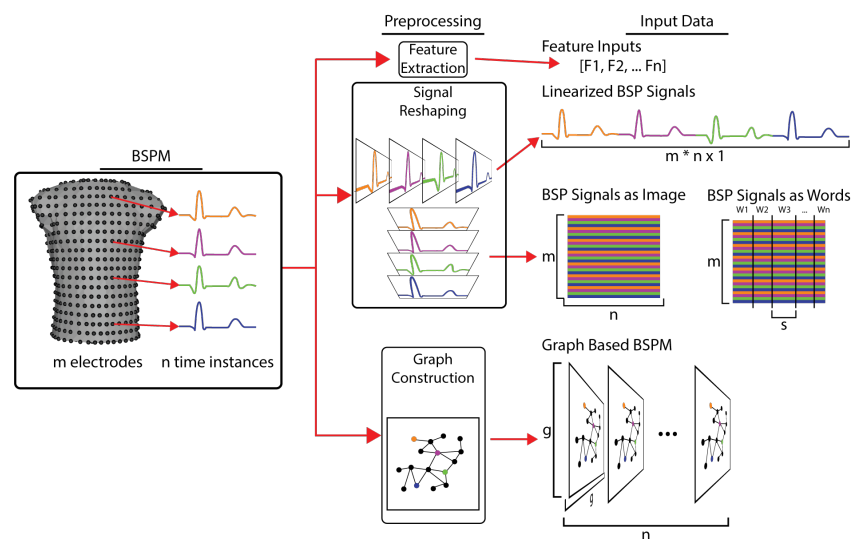 Preprocessing
Input Data
Feature
Extraction
Feature Inputs
[F1, F2, ... Fn]
Signal
Reshaping
Linearized BSP Signals
m * n x 1
BSPM
m electrodes
n time instances
BSP Signals as Image
m
n
BSP Signals as Words
W1 W2 W3 ... Wn
m
s
Graph
Construction
Graph Based BSPM
g
g
n